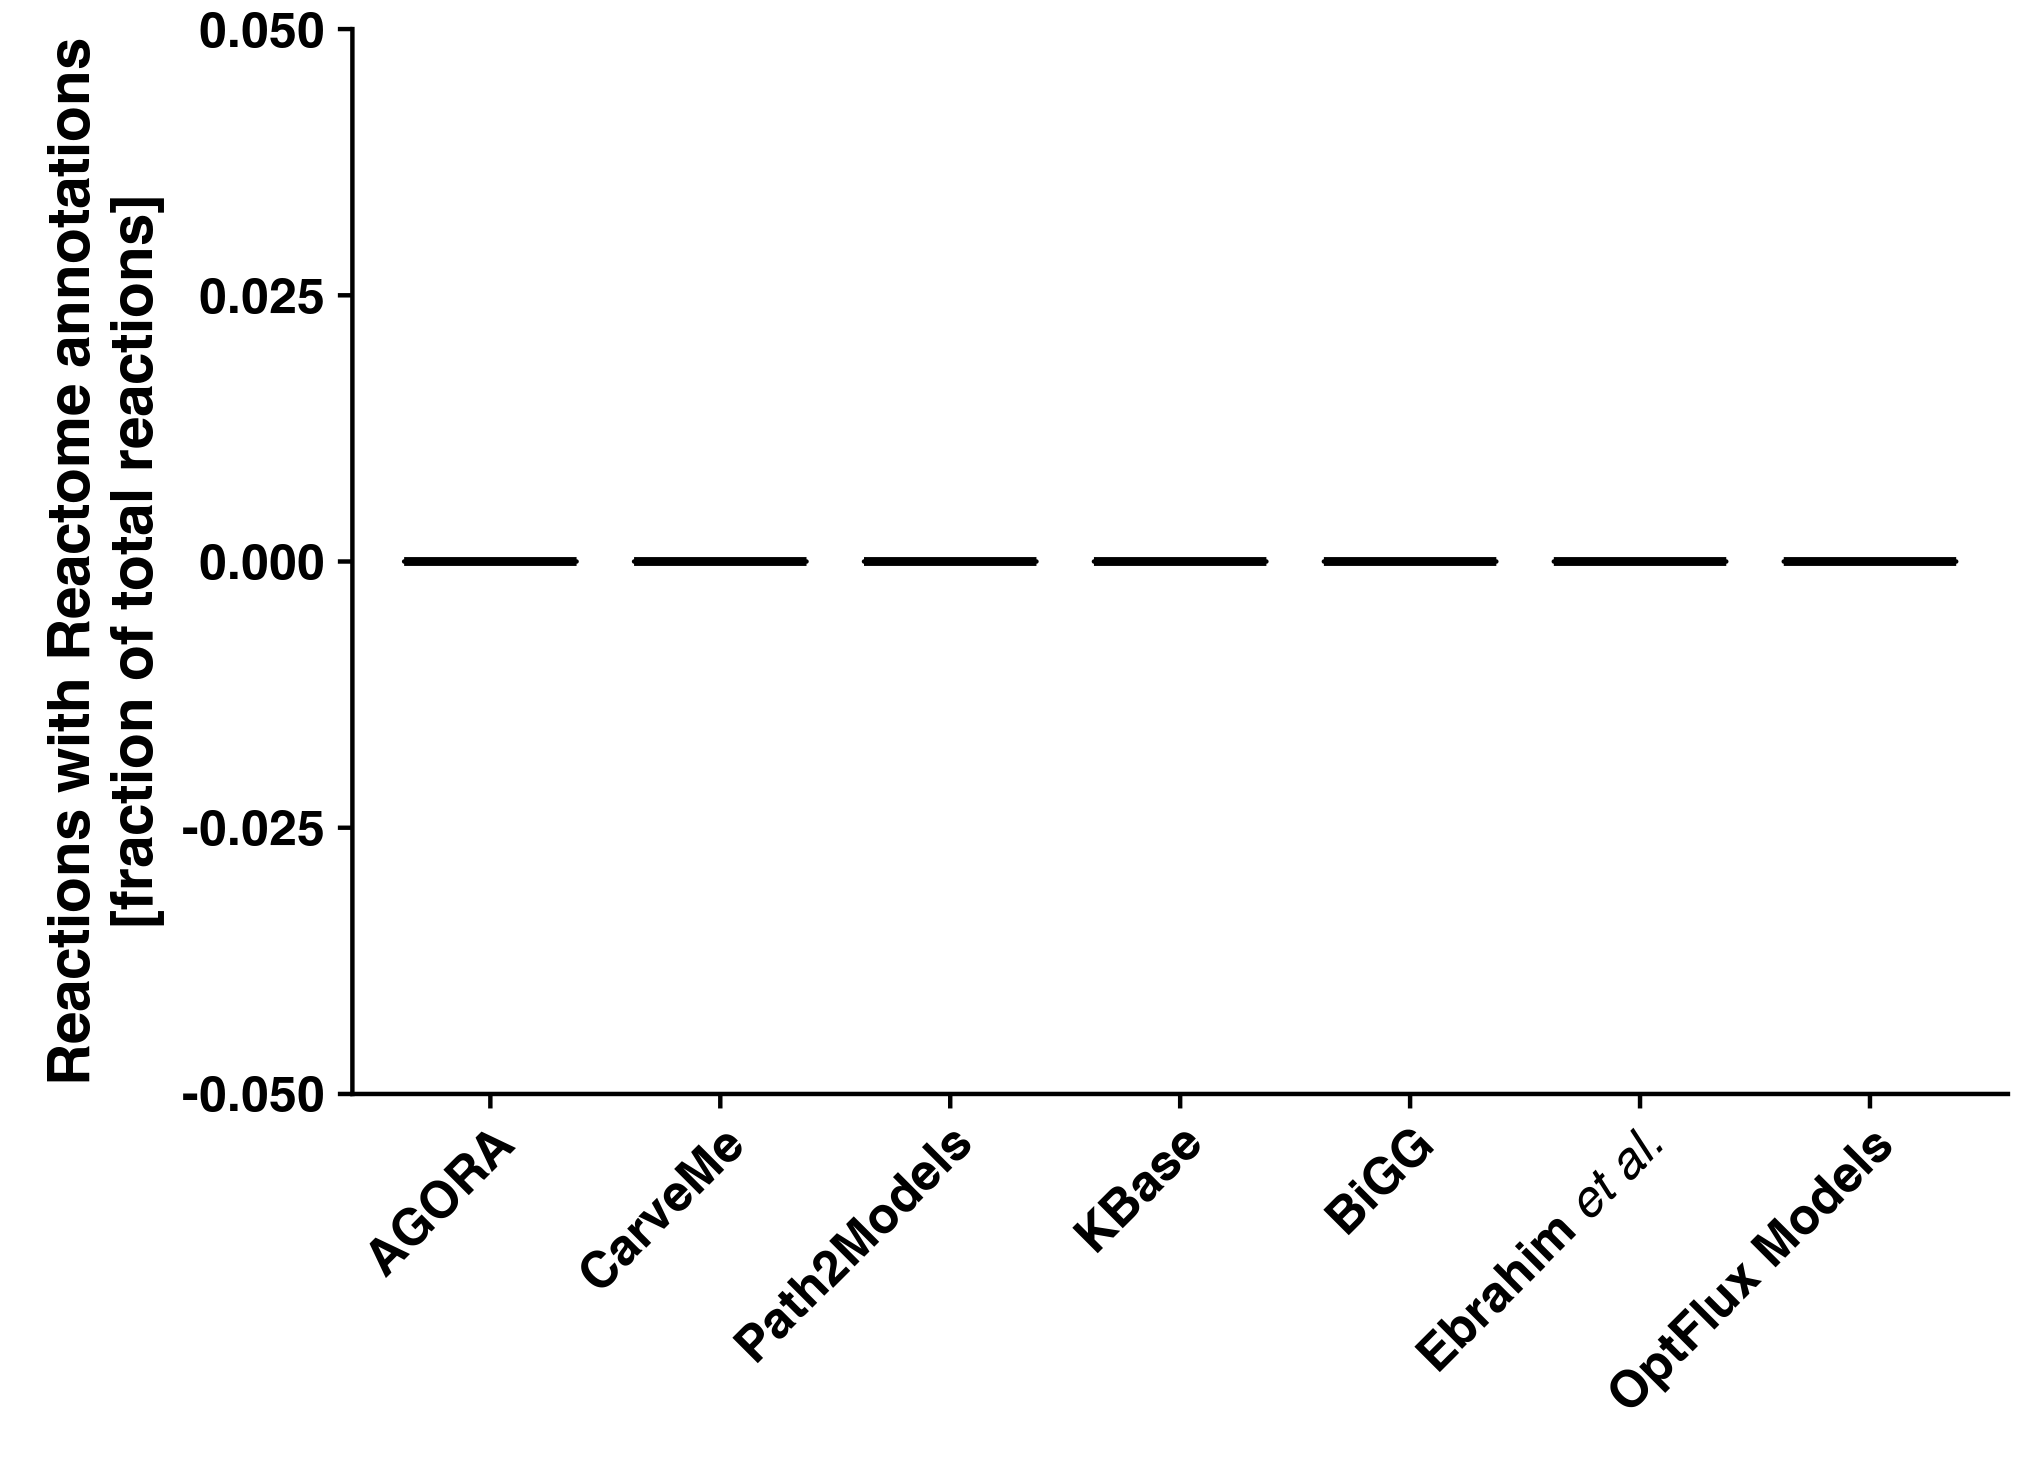 Reactions with Reactome annotations
[fraction of total reactions]
0.050
0.025
0.000
-0.025
-0.050
AGORA
CarveMe
Path2Models
KBase
BiGG
Ebrahim et al.
OptFlux Models